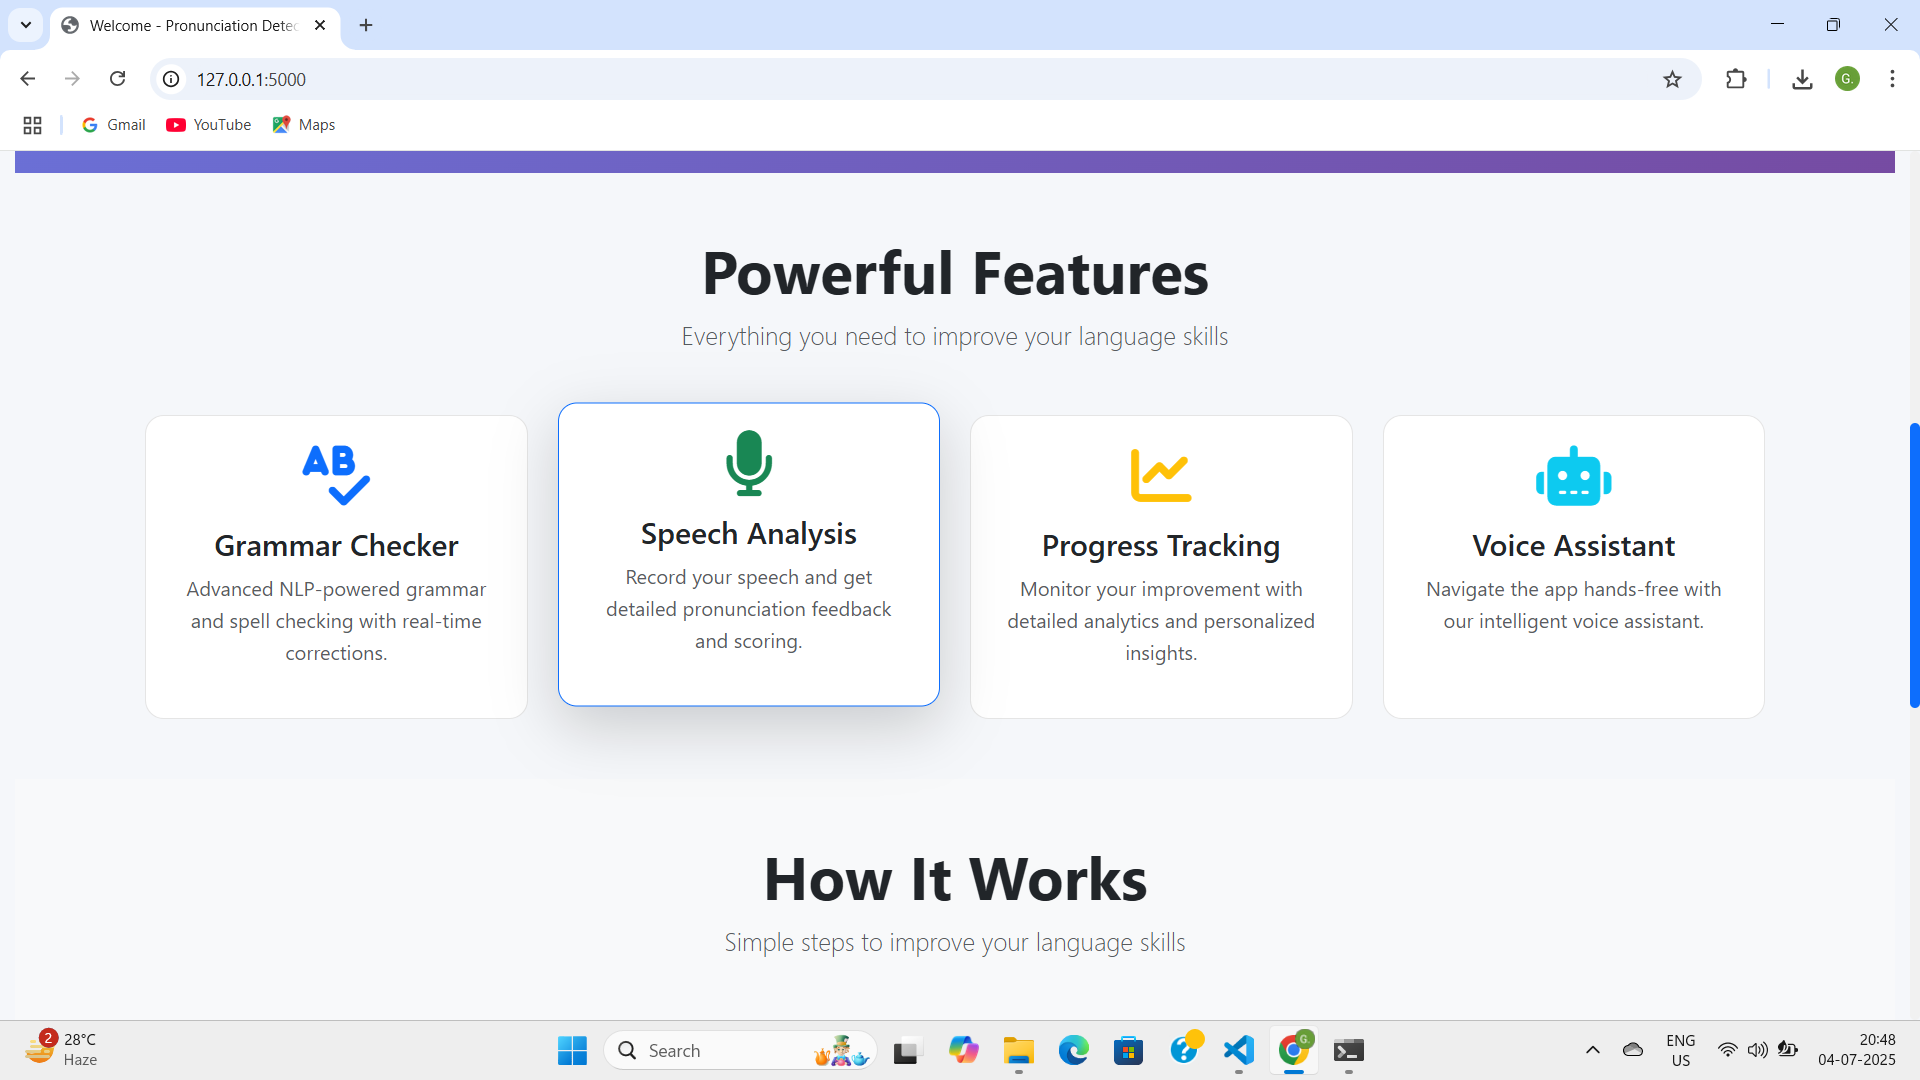 Welcome - Pronunciation Detec
127.0.0.1:5000
G.
Gmail
YouTube
Maps
Powerful Features
Everything you need to improve your language skills
AB
Grammar Checker
Advanced NLP-powered grammar
and spell checking with real-time
corrections.
Speech Analysis
Record your speech and get
detailed pronunciation feedback
and scoring.
Progress Tracking
Monitor your improvement with
detailed analytics and personalized
insights.
Voice Assistant
Navigate the app hands-free with
our intelligent voice assistant.
How It Works
Simple steps to improve your language skills
2
28°C
Haze
Search
G.
ENG
US
20:48
04-07-2025